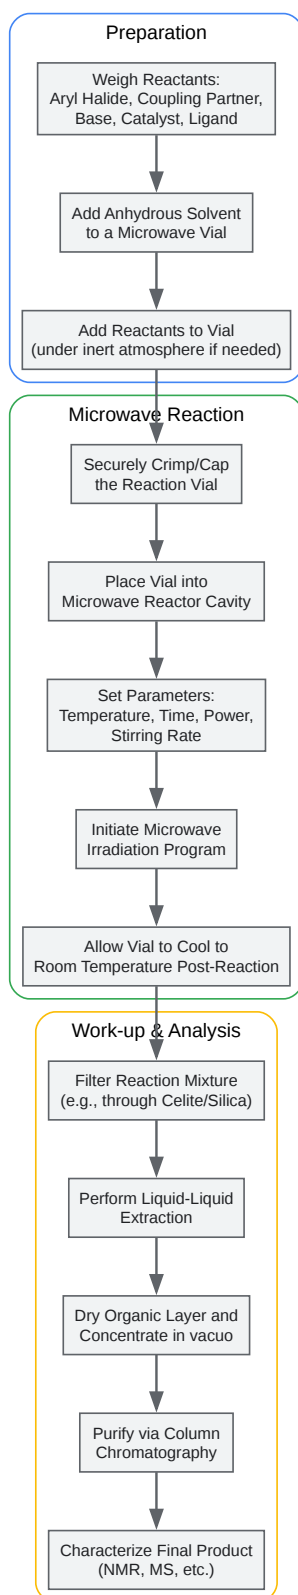 Preparation
Weigh Reactants:
Aryl Halide, Coupling Partner,
Base, Catalyst, Ligand
Add Anhydrous Solvent
to a Microwave Vial
Add Reactants to Vial
(under inert atmosphere if needed)
Microwave Reaction
Securely Crimp/Cap
the Reaction Vial
Place Vial into
Microwave Reactor Cavity
Set Parameters:
Temperature, Time, Power,
Stirring Rate
Initiate Microwave
Irradiation Program
Allow Vial to Cool to
Room Temperature Post-Reaction
Work-up & Analysis
Filter Reaction Mixture
(e.g., through Celite/Silica)
Perform Liquid-Liquid
Extraction
Dry Organic Layer and
Concentrate in vacuo
Purify via Column
Chromatography
Characterize Final Product
(NMR, MS, etc.)